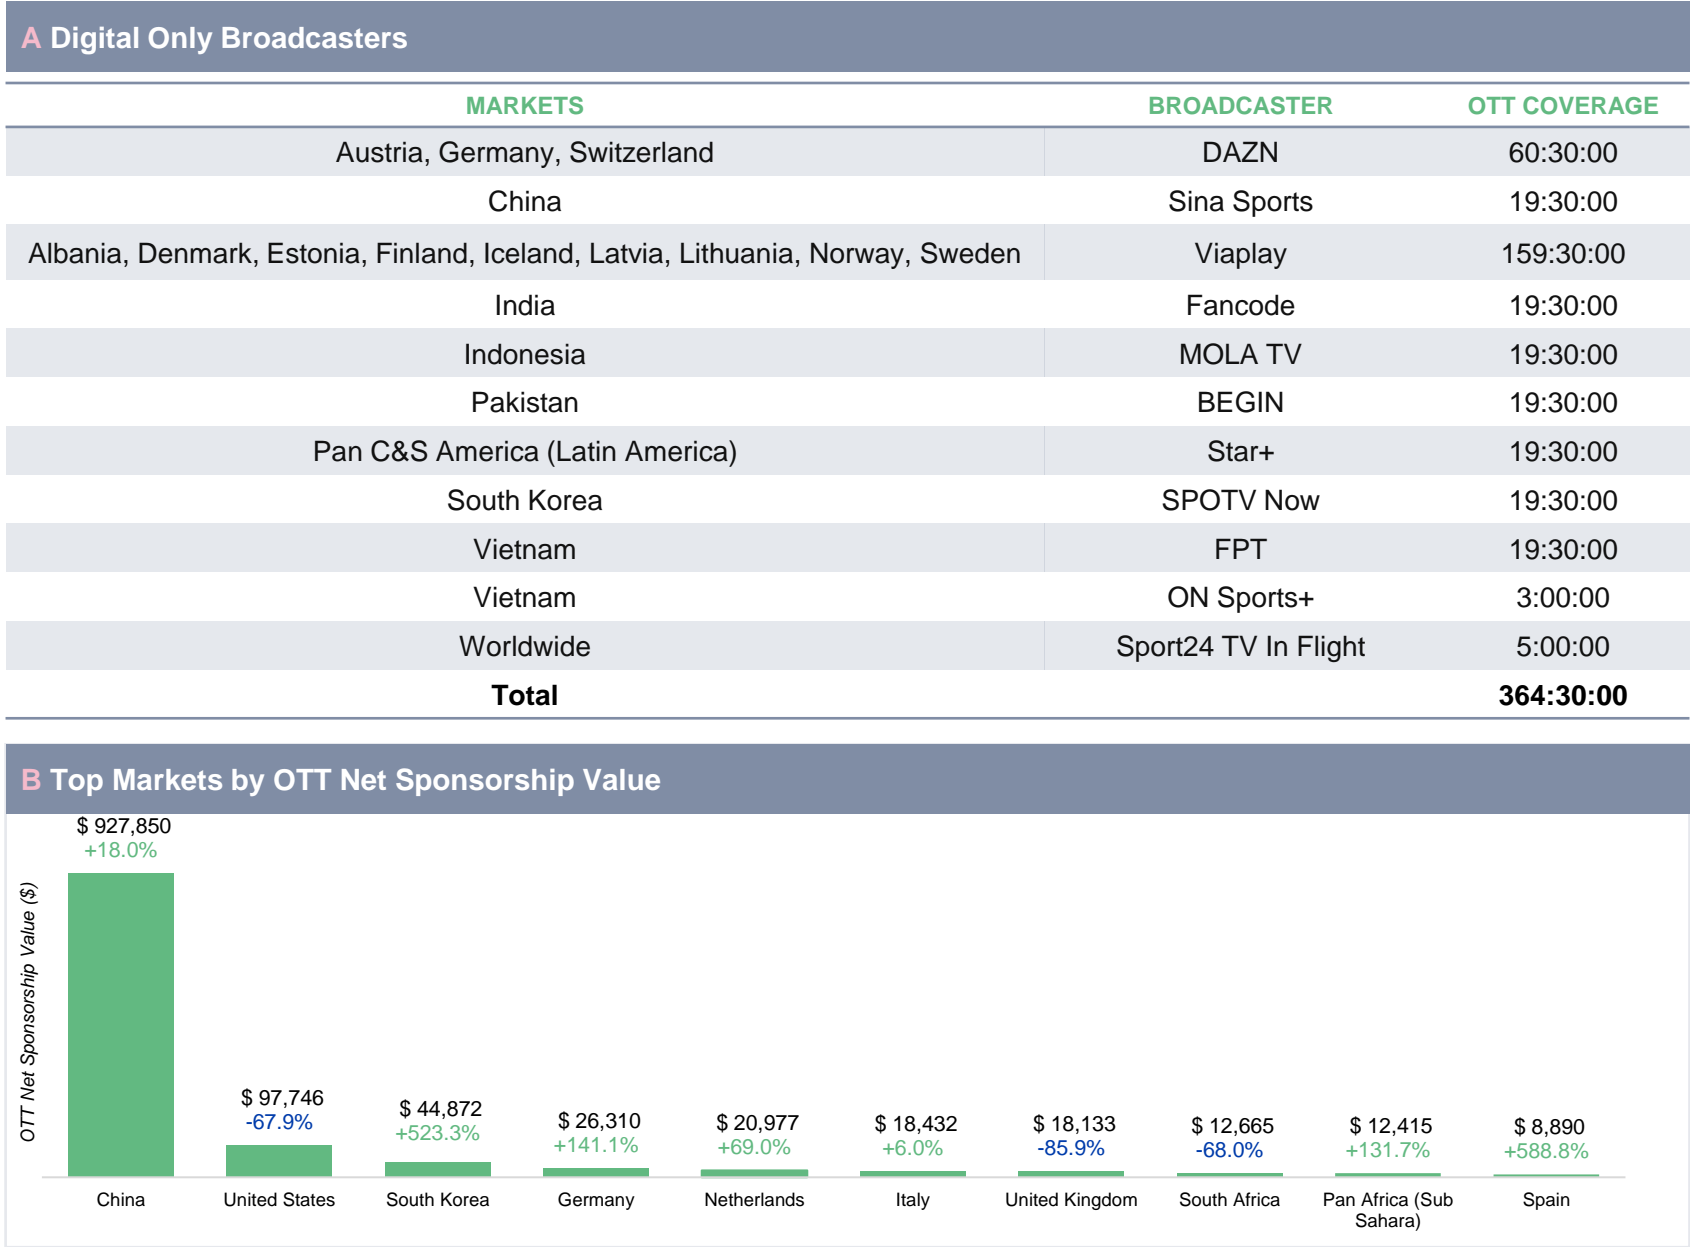 A Digital Only Broadcasters
MARKETS BROADCASTER OTT COVERAGE
Austria, Germany, Switzerland DAZN 60:30:00
China Sina Sports 19:30:00
Albania, Denmark, Estonia, Finland, Iceland, Latvia, Lithuania, Norway, Sweden Viaplay 159:30:00
India Fancode 19:30:00
Indonesia MOLA TV 19:30:00
Pakistan BEGIN 19:30:00
Pan C&S America (Latin America) Star+ 19:30:00
South Korea SPOTV Now 19:30:00
Vietnam FPT 19:30:00
Vietnam ON Sports+ 3:00:00
Worldwide Sport24 TV In Flight 5:00:00
Total 364:30:00
B Top Markets by OTT Net Sponsorship Value
OTT Net Sponsorship Value ($)
$ 927,850
+18.0%
$ 97,746
-67.9%
$ 44,872
+523.3%
$ 26,310
+141.1%
$ 20,977
+69.0%
$ 18,432
+6.0%
$ 18,133
-85.9%
$ 12,665
-68.0%
$ 12,415
+131.7%
$ 8,890
+588.8%
China
United States
South Korea
Germany
Netherlands
Italy
United Kingdom
South Africa
Pan Africa (Sub
Sahara)
Spain